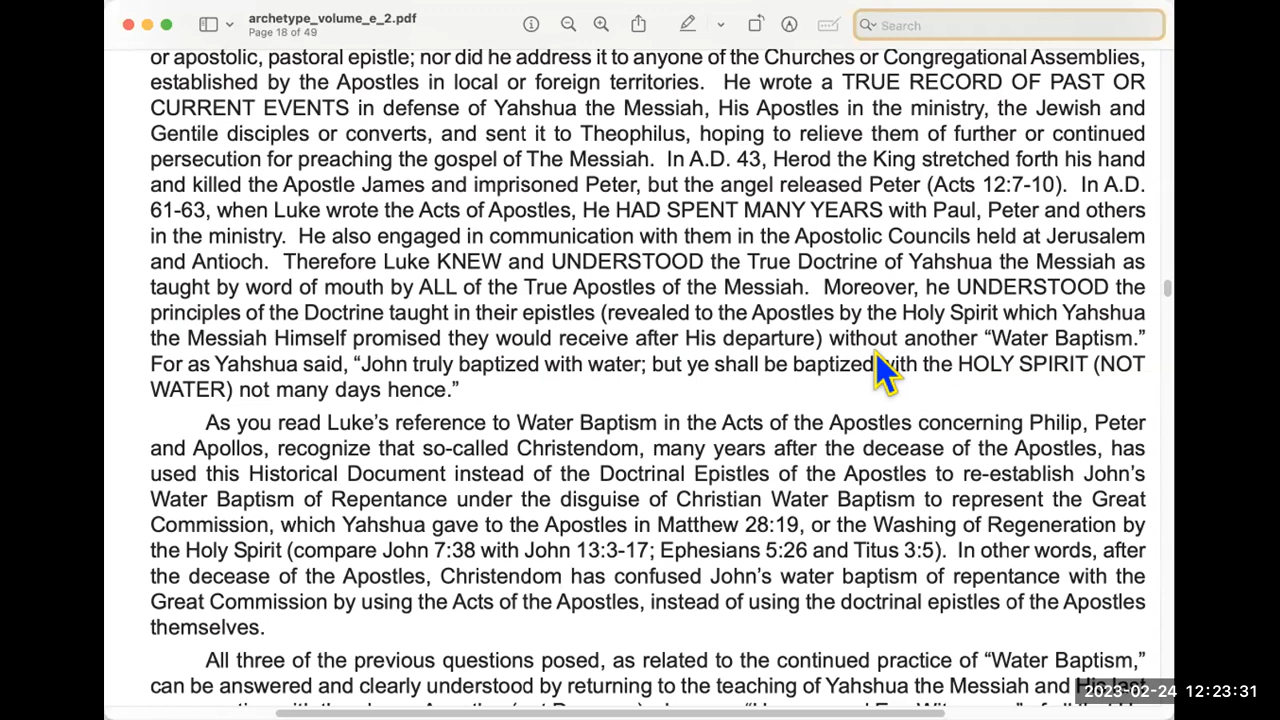 archetype_volume_e_2.pdf
Page 18 of 49
Search
or apostolic, pastoral epistle; nor did he address it to anyone of the Churches or Congregational Assemblies,
established by the Apostles in local or foreign territories. He wrote a TRUE RECORD OF PAST OR
CURRENT EVENTS in defense of Yahshua the Messiah, His Apostles in the ministry, the Jewish and
Gentile disciples or converts, and sent it to Theophilus, hoping to relieve them of further or continued
persecution for preaching the gospel of The Messiah. In A.D. 43, Herod the King stretched forth his hand
and killed the Apostle James and imprisoned Peter, but the angel released Peter (Acts 12:7-10). In A.D.
61-63, when Luke wrote the Acts of Apostles, He HAD SPENT MANY YEARS with Paul, Peter and others
in the ministry. He also engaged in communication with them in the Apostolic Councils held at Jerusalem
and Antioch. Therefore Luke KNEW and UNDERSTOOD the True Doctrine of Yahshua the Messiah as
taught by word of mouth by ALL of the True Apostles of the Messiah. Moreover, he UNDERSTOOD the
principles of the Doctrine taught in their epistles (revealed to the Apostles by the Holy Spirit which Yahshua
the Messiah Himself promised they would receive after His departure) without another “Water Baptism.”
For as Yahshua said, “John truly baptized with water; but ye shall be baptized with the HOLY SPIRIT (NOT
WATER) not many days hence.”
As you read Luke’s reference to Water Baptism in the Acts of the Apostles concerning Philip, Peter
and Apollos, recognize that so-called Christendom, many years after the decease of the Apostles, has
used this Historical Document instead of the Doctrinal Epistles of the Apostles to re-establish John’s
Water Baptism of Repentance under the disguise of Christian Water Baptism to represent the Great
Commission, which Yahshua gave to the Apostles in Matthew 28:19, or the Washing of Regeneration by
the Holy Spirit (compare John 7:38 with John 13:3-17; Ephesians 5:26 and Titus 3:5). In other words, after
the decease of the Apostles, Christendom has confused John’s water baptism of repentance with the
Great Commission by using the Acts of the Apostles, instead of using the doctrinal epistles of the Apostles
themselves.
All three of the previous questions posed, as related to the continued practice of “Water Baptism,”
can be answered and clearly understood by returning to the teaching of Yahshua the Messiah and His last
2023-02-24 12:23:31